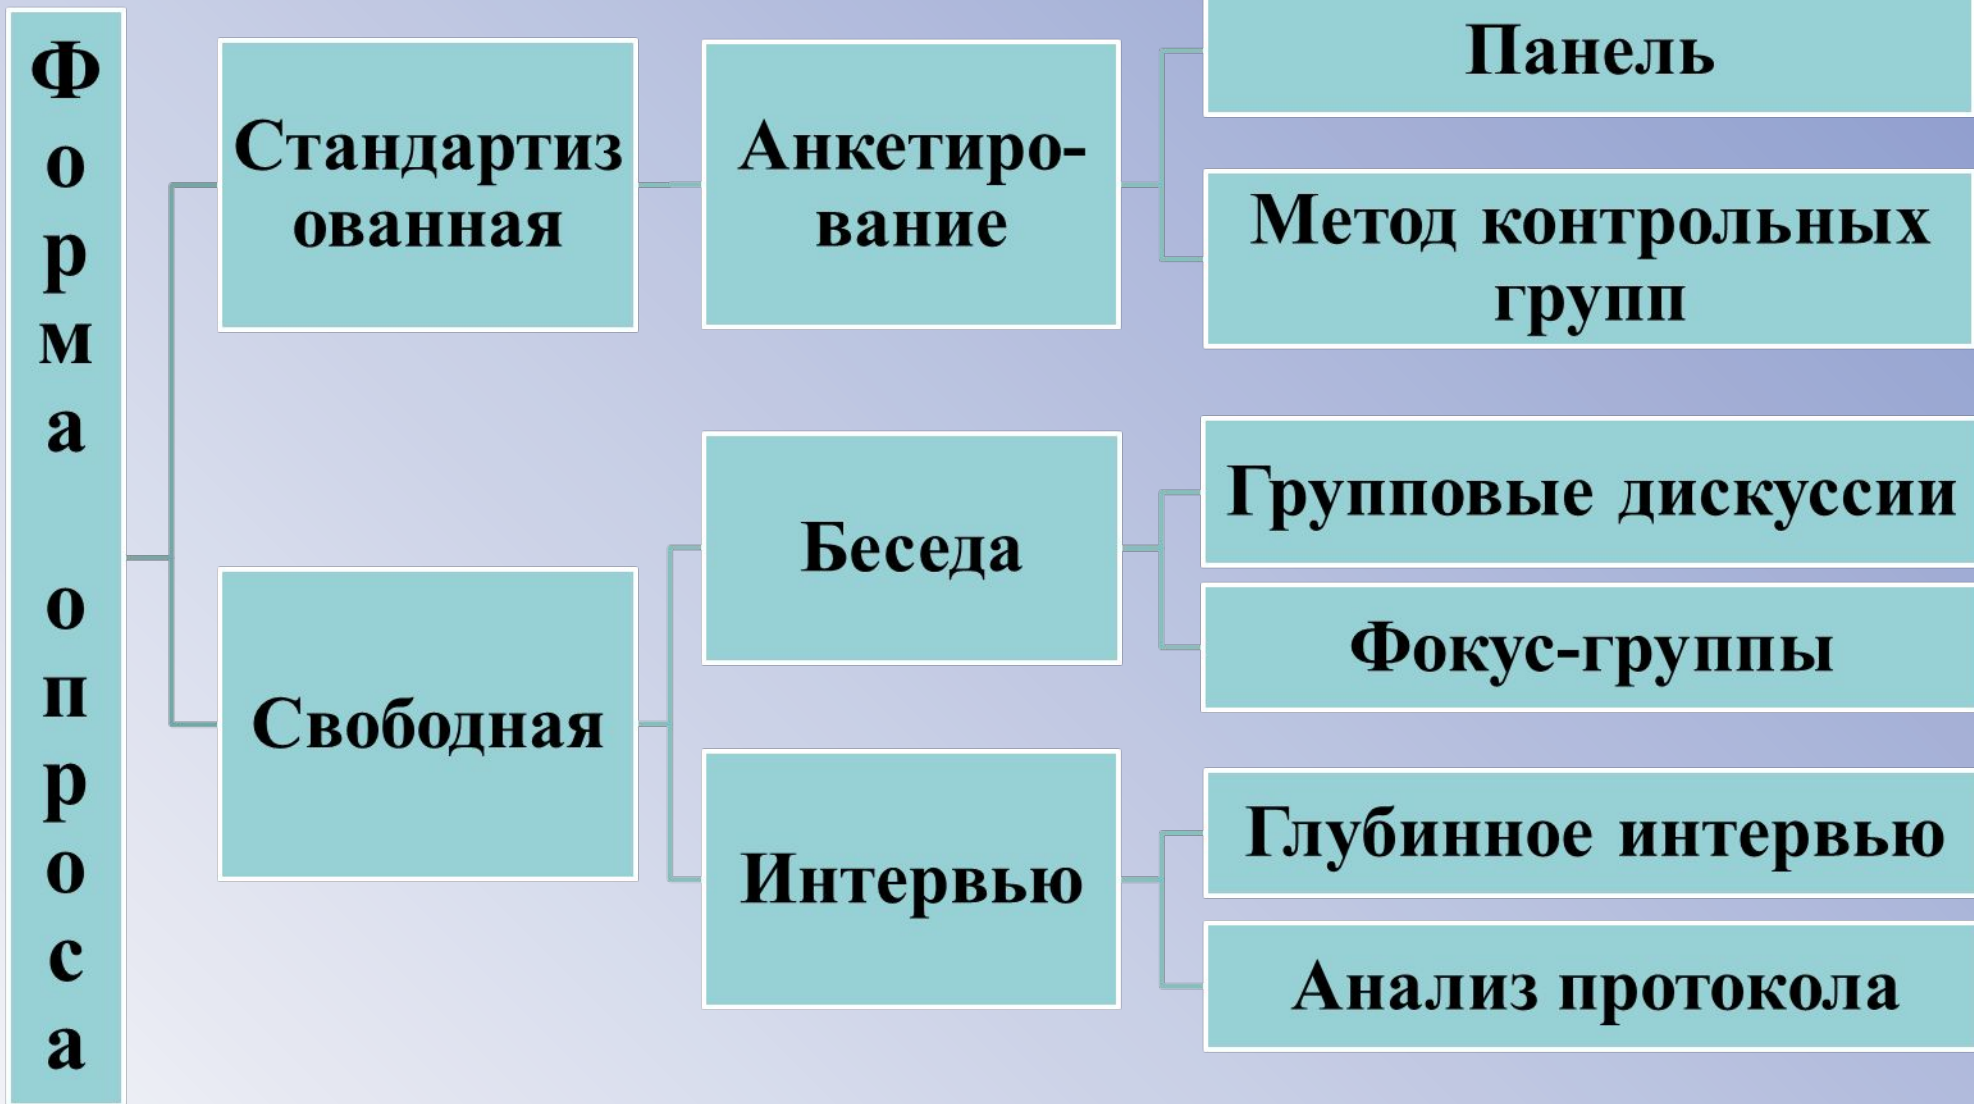 Форма опроса
Стандартиз
ованная
Анкетиро-
вание
Панель
Метод контрольных
групп
Свободная
Беседа
Групповые дискуссии
Фокус-группы
Интервью
Глубинное интервью
Анализ протокола